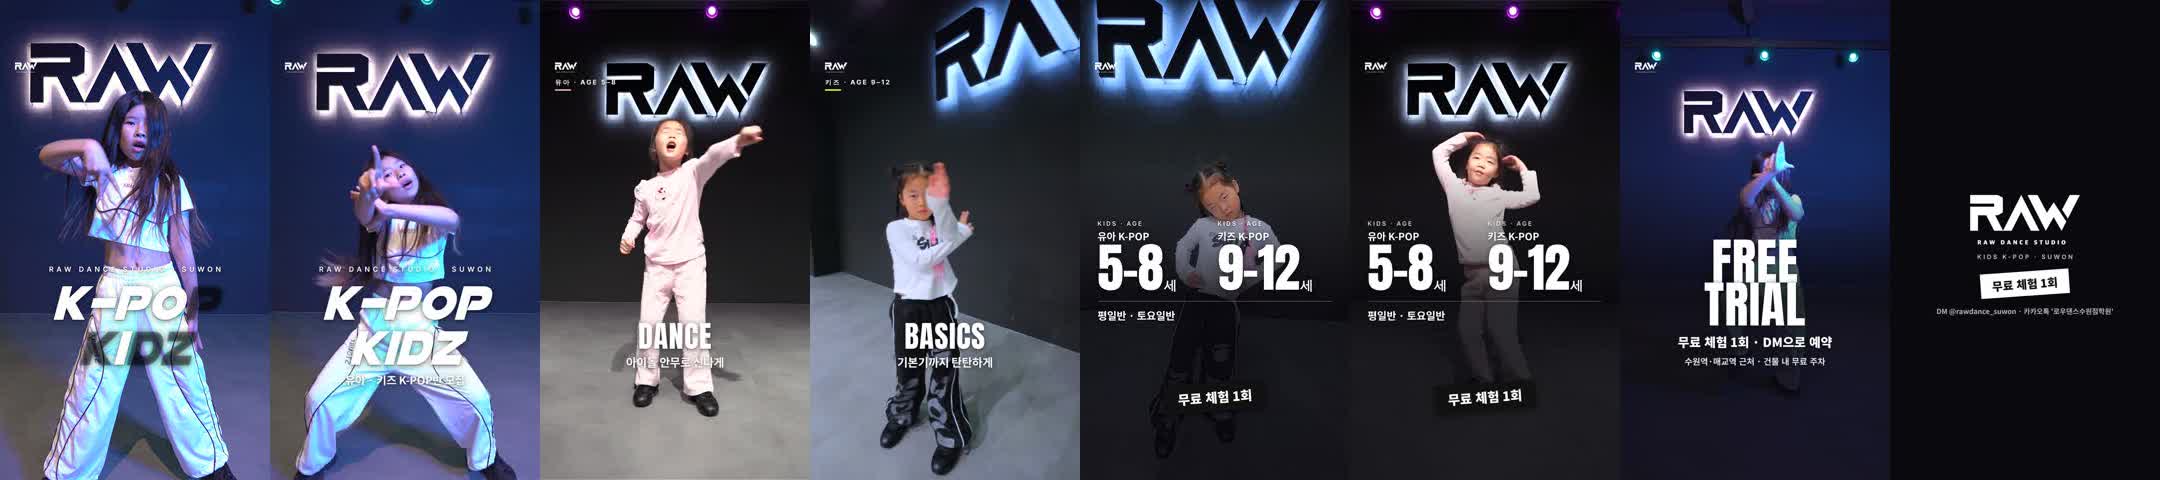 RAW
RAW
RAW DANCE STUDIO · SUWON
K-POP
KIDZ
RAW
RAW
RAW DANCE STUDIO · SUWON
K-POP
KIDZ
유아 · 키즈 K-POP반 모집
RAW
유아 · AGE 5-8
RAW
DANCE
아이돌 안무로 신나게
RAW
키즈 · AGE 9-12
RAW
BASICS
기본기까지 탄탄하게
RAW
RAW
KIDS · AGE
KIDS · AGE
유아 K-POP
키즈 K-POP
5-8세
9-12세
평일반 · 토요일반
무료 체험 1회
RAW
RAW
KIDS · AGE
KIDS · AGE
유아 K-POP
키즈 K-POP
5-8세
9-12세
평일반 · 토요일반
무료 체험 1회
RAW
RAW
FREE
TRIAL
무료 체험 1회 · DM으로 예약
수원역·매교역 근처 · 건물 내 무료 주차
RAW
RAW DANCE STUDIO
KIDS K-POP · SUWON
무료 체험 1회
DM @rawdance_suwon · 카카오톡 '로우댄스수원점학원'